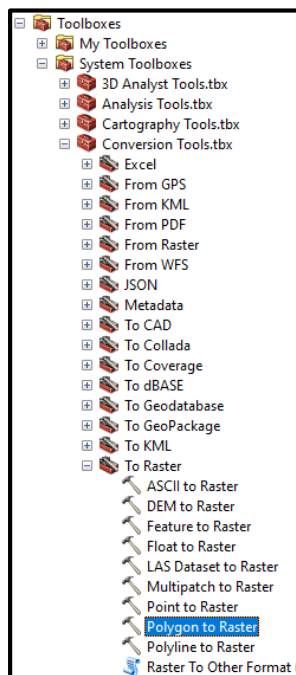 Toolboxes
My Toolboxes
System Toolboxes
3D Analyst Tools.tbx
Analysis Tools.tbx
Cartography Tools.tbx
Conversion Tools.tbx
Excel
From GPS
From KML
From PDF
From Raster
From WFS
JSON
Metadata
To CAD
To Collada
To Coverage
To dBASE
To Geodatabase
To GeoPackage
To KML
To Raster
ASCII to Raster
DEM to Raster
Feature to Raster
Float to Raster
LAS Dataset to Raster
Multipatch to Raster
Point to Raster
Polygon to Raster
Polyline to Raster
Raster To Other Format (